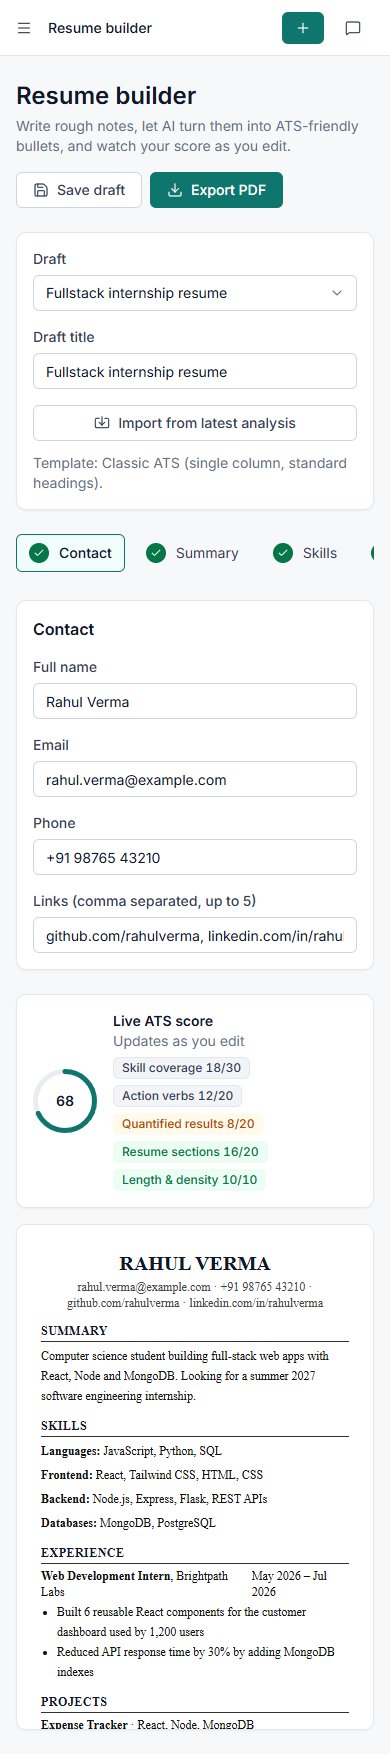 Resume builder
Resume builder
Write rough notes, let AI turn them into ATS-friendly
bullets, and watch your score as you edit.
Save draft
Export PDF
Draft
Fullstack internship resume
Draft title
Fullstack internship resume
Import from latest analysis
Template: Classic ATS (single column, standard
headings).
Contact
Summary
Skills
Contact
Full name
Rahul Verma
Email
rahul.verma@example.com
Phone
+91 98765 43210
Links (comma separated, up to 5)
github.com/rahulverma, linkedin.com/in/rahul
Live ATS score
Updates as you edit
68
Skill coverage 18/30
Action verbs 12/20
Quantified results 8/20
Resume sections 16/20
Length & density 10/10
RAHUL VERMA
rahul.verma@example.com · +91 98765 43210 ·
github.com/rahulverma · linkedin.com/in/rahulverma
SUMMARY
Computer science student building full-stack web apps with
React, Node and MongoDB. Looking for a summer 2027
software engineering internship.
SKILLS
Languages: JavaScript, Python, SQL
Frontend: React, Tailwind CSS, HTML, CSS
Backend: Node.js, Express, Flask, REST APIs
Databases: MongoDB, PostgreSQL
EXPERIENCE
Web Development Intern, Brightpath May 2026 – Jul
Labs 2026
• Built 6 reusable React components for the customer
dashboard used by 1,200 users
• Reduced API response time by 30% by adding MongoDB
indexes
PROJECTS
Expense Tracker · React, Node, MongoDB